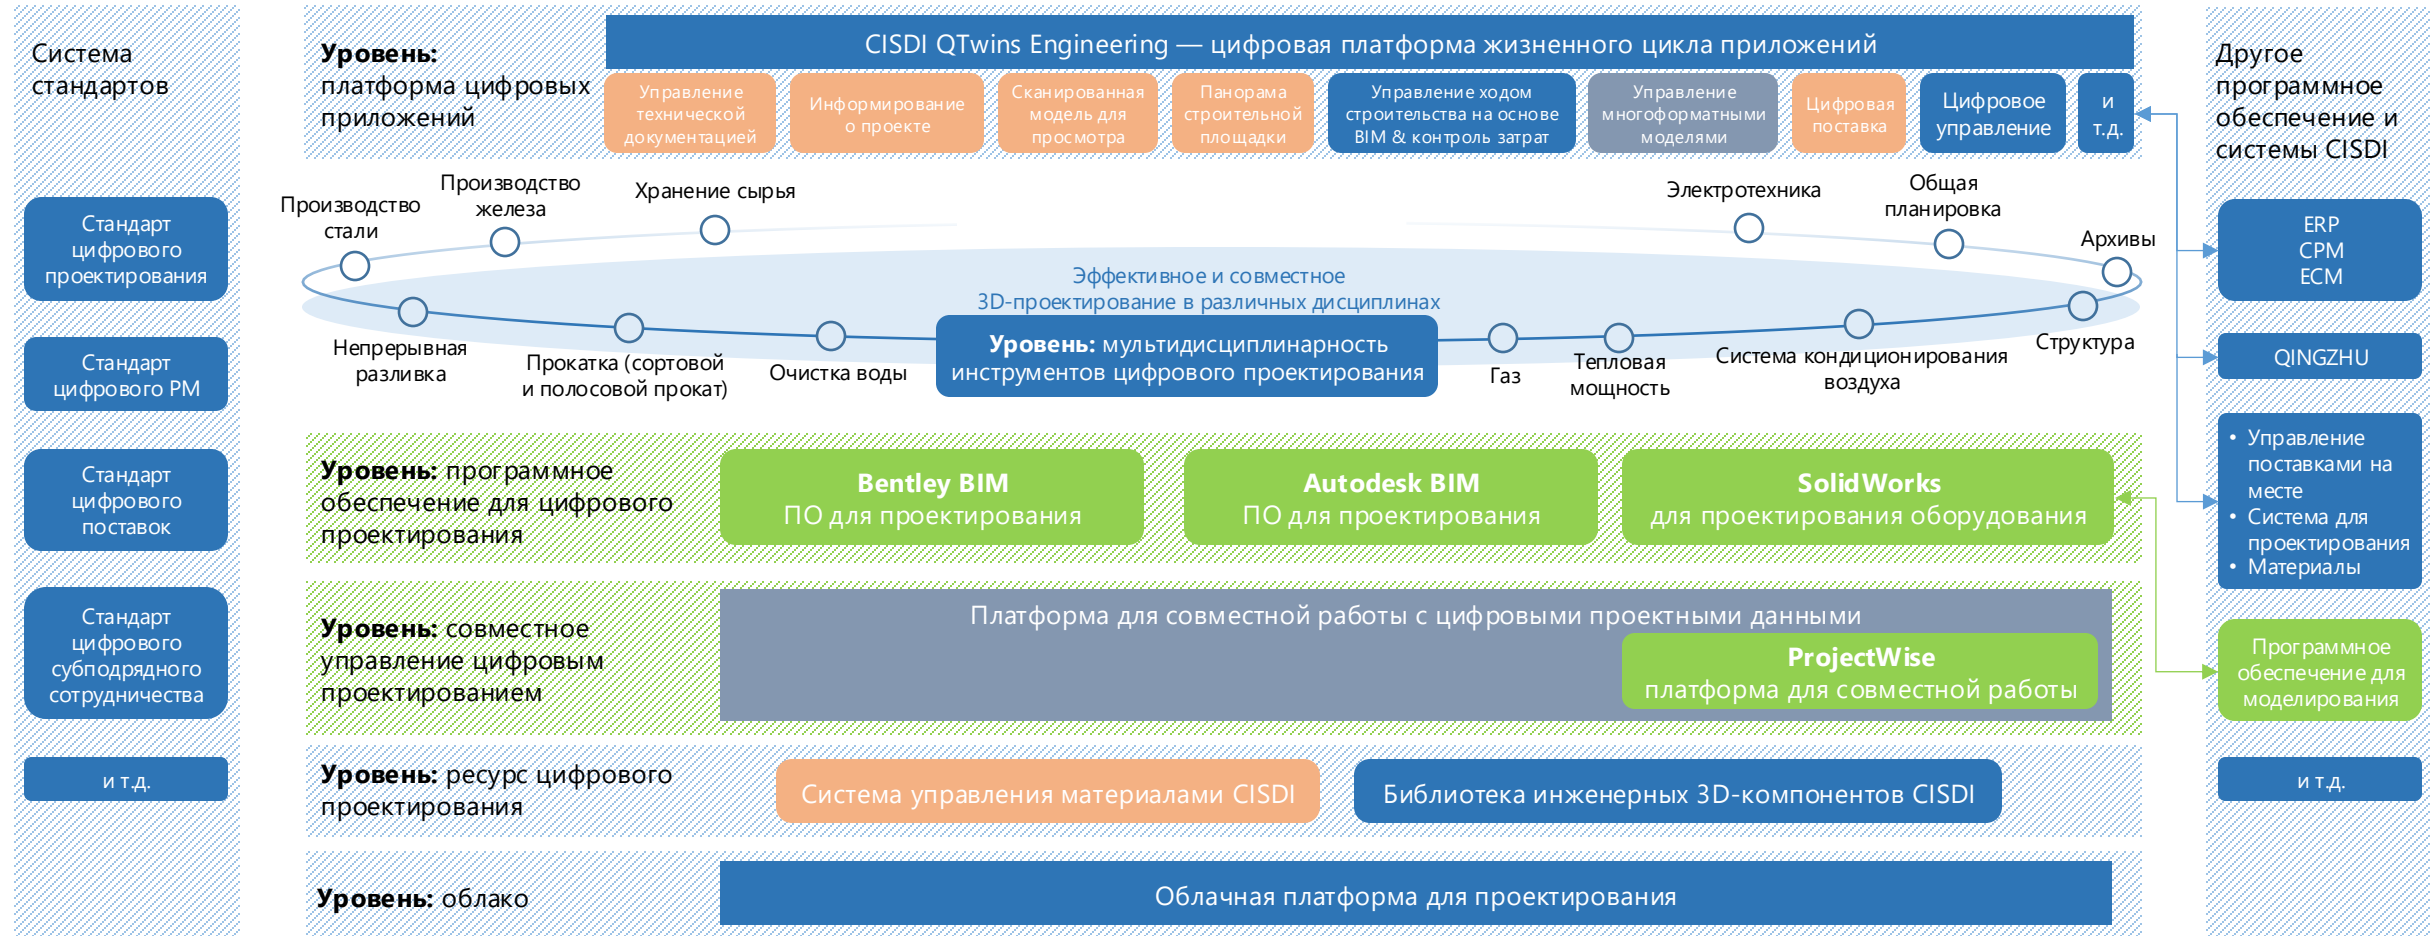 Система
стандартов
Стандарт
цифрового
проектирования
Стандарт
цифрового PM
Стандарт
цифрового
поставок
Стандарт
цифрового
субподрядного
сотрудничества
и т.д.
Уровень:
платформа цифровых
приложений
CISDI QTwins Engineering — цифровая платформа жизненного цикла приложений
Управление
технической
документацией
Информирование
о проекте
Сканированная
модель для
просмотра
Панорама
строительной
площадки
Управление ходом
строительства на основе
BIM & контроль затрат
Управление
многоформатными
моделями
Цифровая
поставка
Цифровое
управление
и
т.д.
Производство
стали
Производство
железа
Хранение сырья
Электротехника
Общая
планировка
Архивы
Эффективное и совместное
3D-проектирование в различных дисциплинах
Уровень: мультидисциплинарность
инструментов цифрового проектирования
Непрерывная
разливка
Прокатка (сортовой
и полосовой прокат)
Очистка воды
Газ
Тепловая
мощность
Система кондиционирования
воздуха
Структура
Уровень: программное
обеспечение для цифрового
проектирования
Bentley BIM
ПО для проектирования
Autodesk BIM
ПО для проектирования
SolidWorks
для проектирования оборудования
Уровень: совместное
управление цифровым
проектированием
Платформа для совместной работы с цифровыми проектными данными
ProjectWise
платформа для совместной работы
Уровень: ресурс цифрового
проектирования
Система управления материалами CISDI
Библиотека инженерных 3D-компонентов CISDI
Уровень: облако
Облачная платформа для проектирования
Другое
программное
обеспечение и
системы CISDI
ERP
CPM
ECM
QINGZHU
• Управление
поставками на
месте
• Система для
проектирования
• Материалы
Программное
обеспечение для
моделирования
и т.д.